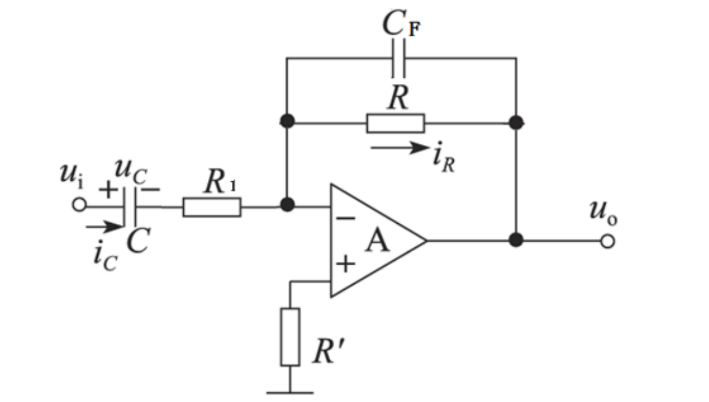 C_F
R
i_R
u_i
+ u_C −
R_1
i_C
C
−
A
+
u_o
R'